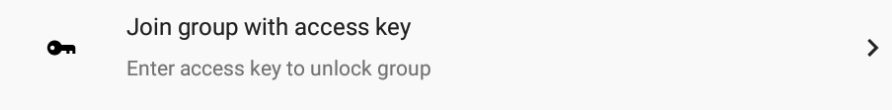 Join group with access key
Enter access key to unlock group